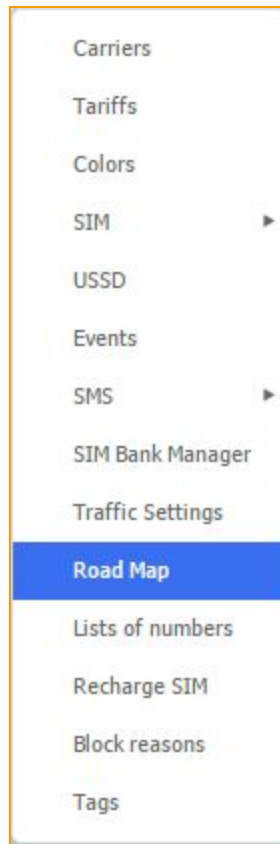 Carriers
Tariffs
Colors
SIM
USSD
Events
SMS
SIM Bank Manager
Traffic Settings
Road Map
Lists of numbers
Recharge SIM
Block reasons
Tags